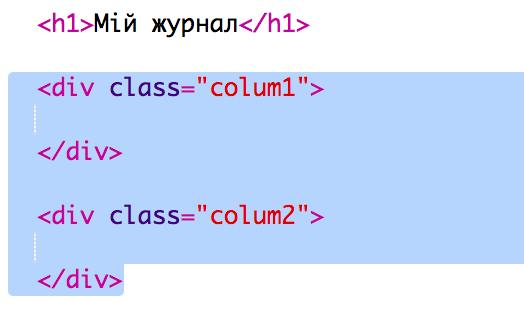 <h1>Мій журнал</h1>
<div class="colum1">
</div>
<div class="colum2">
</div>